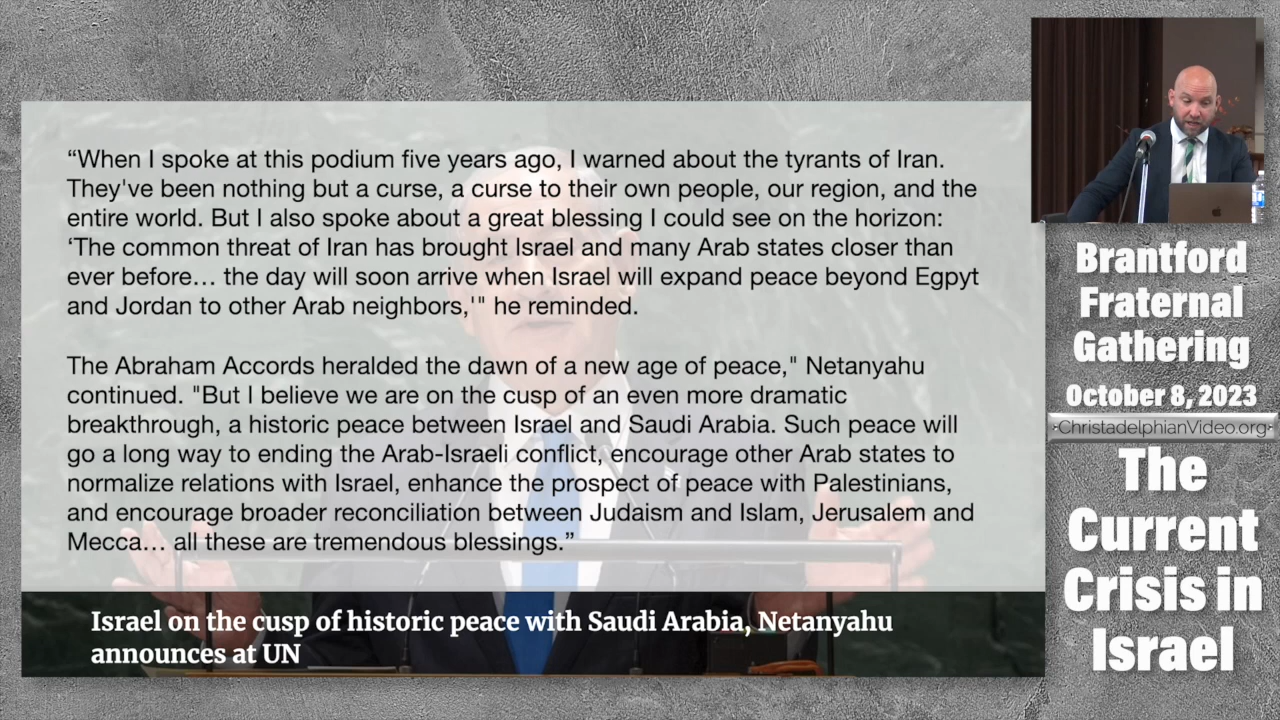 “When I spoke at this podium five years ago, I warned about the tyrants of Iran.
They've been nothing but a curse, a curse to their own people, our region, and the
entire world. But I also spoke about a great blessing I could see on the horizon:
‘The common threat of Iran has brought Israel and many Arab states closer than
ever before… the day will soon arrive when Israel will expand peace beyond Egpyt
and Jordan to other Arab neighbors,'" he reminded.
The Abraham Accords heralded the dawn of a new age of peace," Netanyahu
continued. "But I believe we are on the cusp of an even more dramatic
breakthrough, a historic peace between Israel and Saudi Arabia. Such peace will
go a long way to ending the Arab-Israeli conflict, encourage other Arab states to
normalize relations with Israel, enhance the prospect of peace with Palestinians,
and encourage broader reconciliation between Judaism and Islam, Jerusalem and
Mecca… all these are tremendous blessings.”
Israel on the cusp of historic peace with Saudi Arabia, Netanyahu
announces at UN
Brantford
Fraternal
Gathering
October 8, 2023
ChristadelphianVideo.org
The
Current
Crisis in
Israel